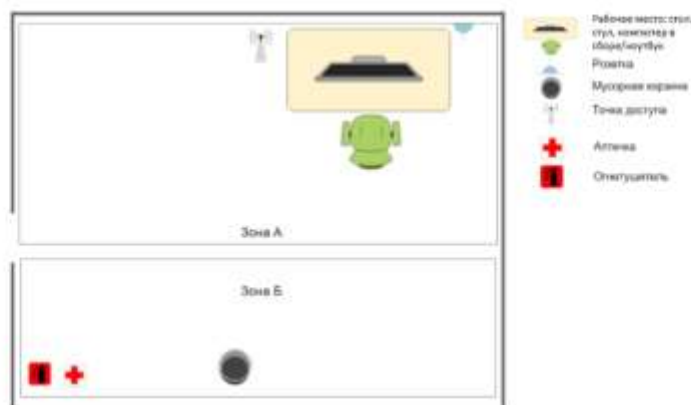 Зона А
Зона Б
Рабочее место: стол,
стул, компьютер в
сборе/ноутбук
Розетка
Мусорная корзина
Точка доступа
Аптечка
Огнетушитель